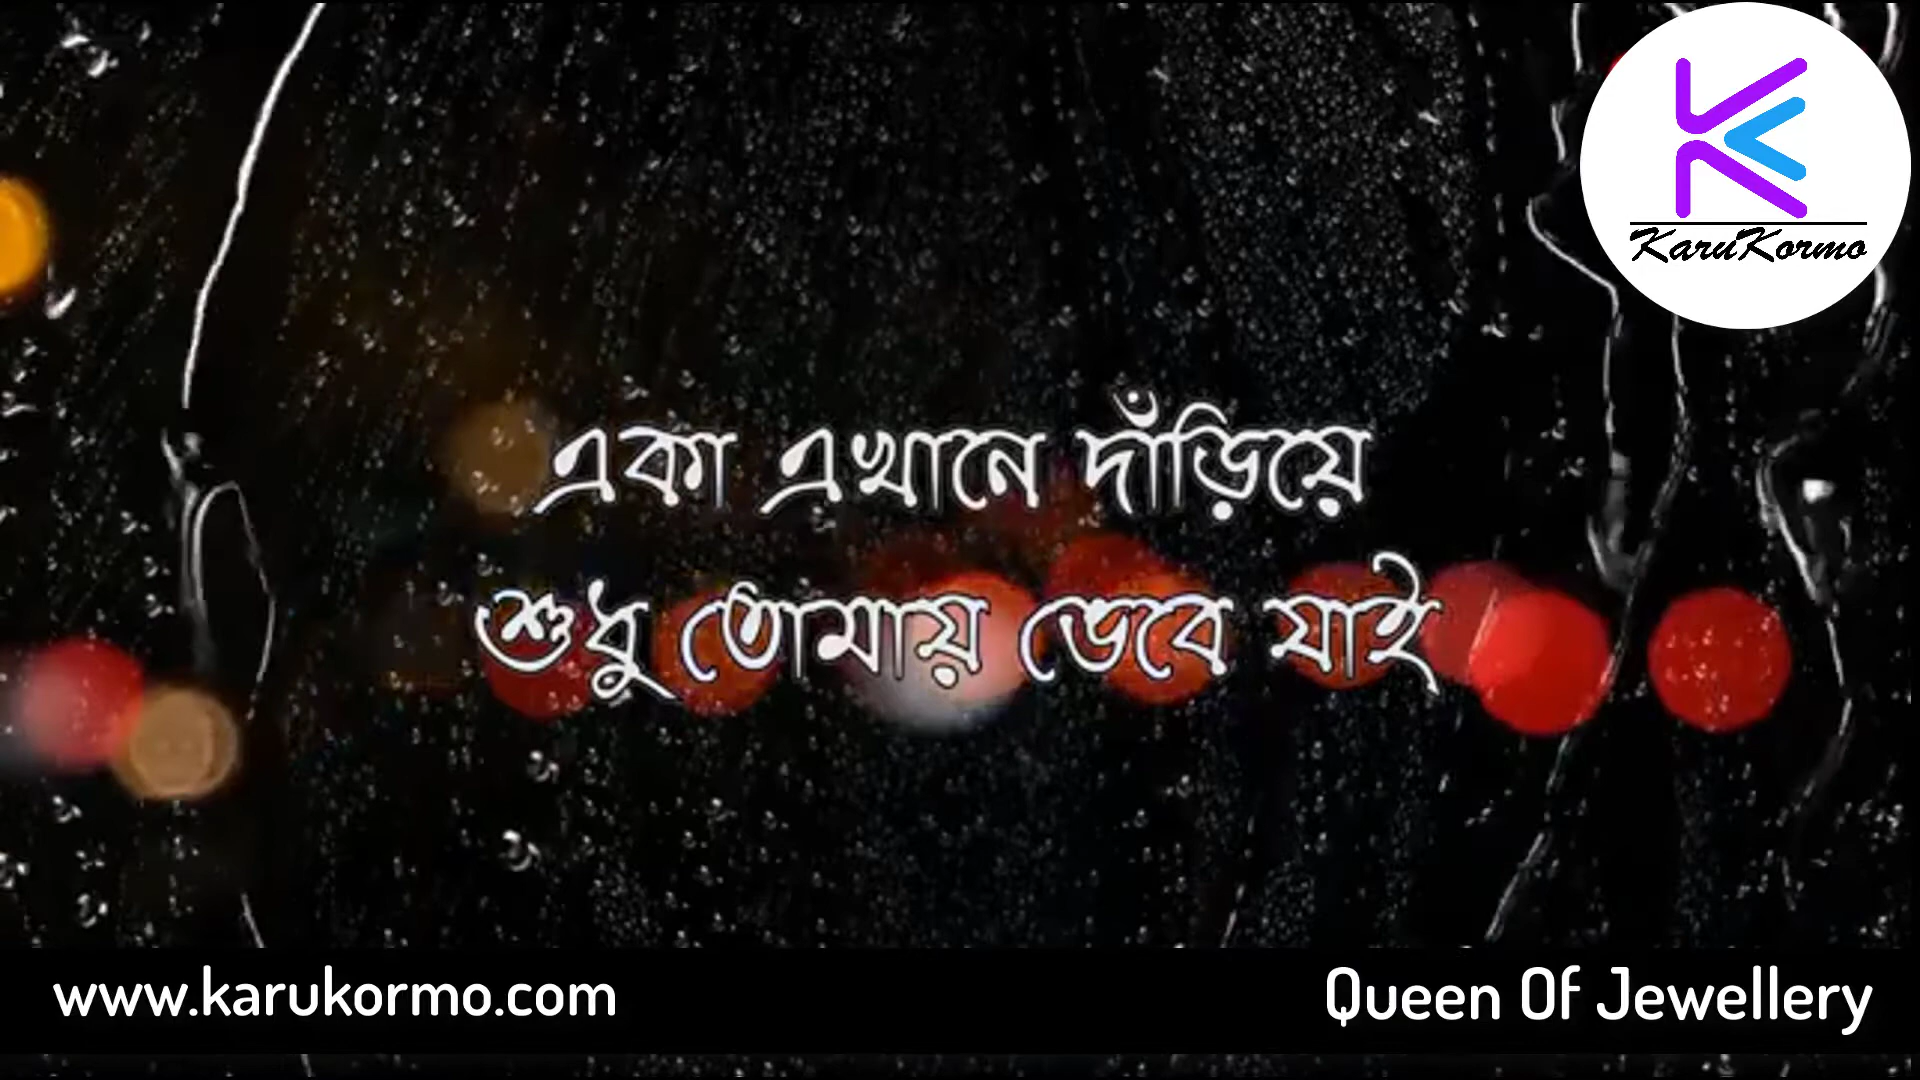 KaruKormo
একা এখানে দাঁড়িয়ে
শুধু তোমায় ভেবে যাই
www.karukormo.com
Queen Of Jewellery